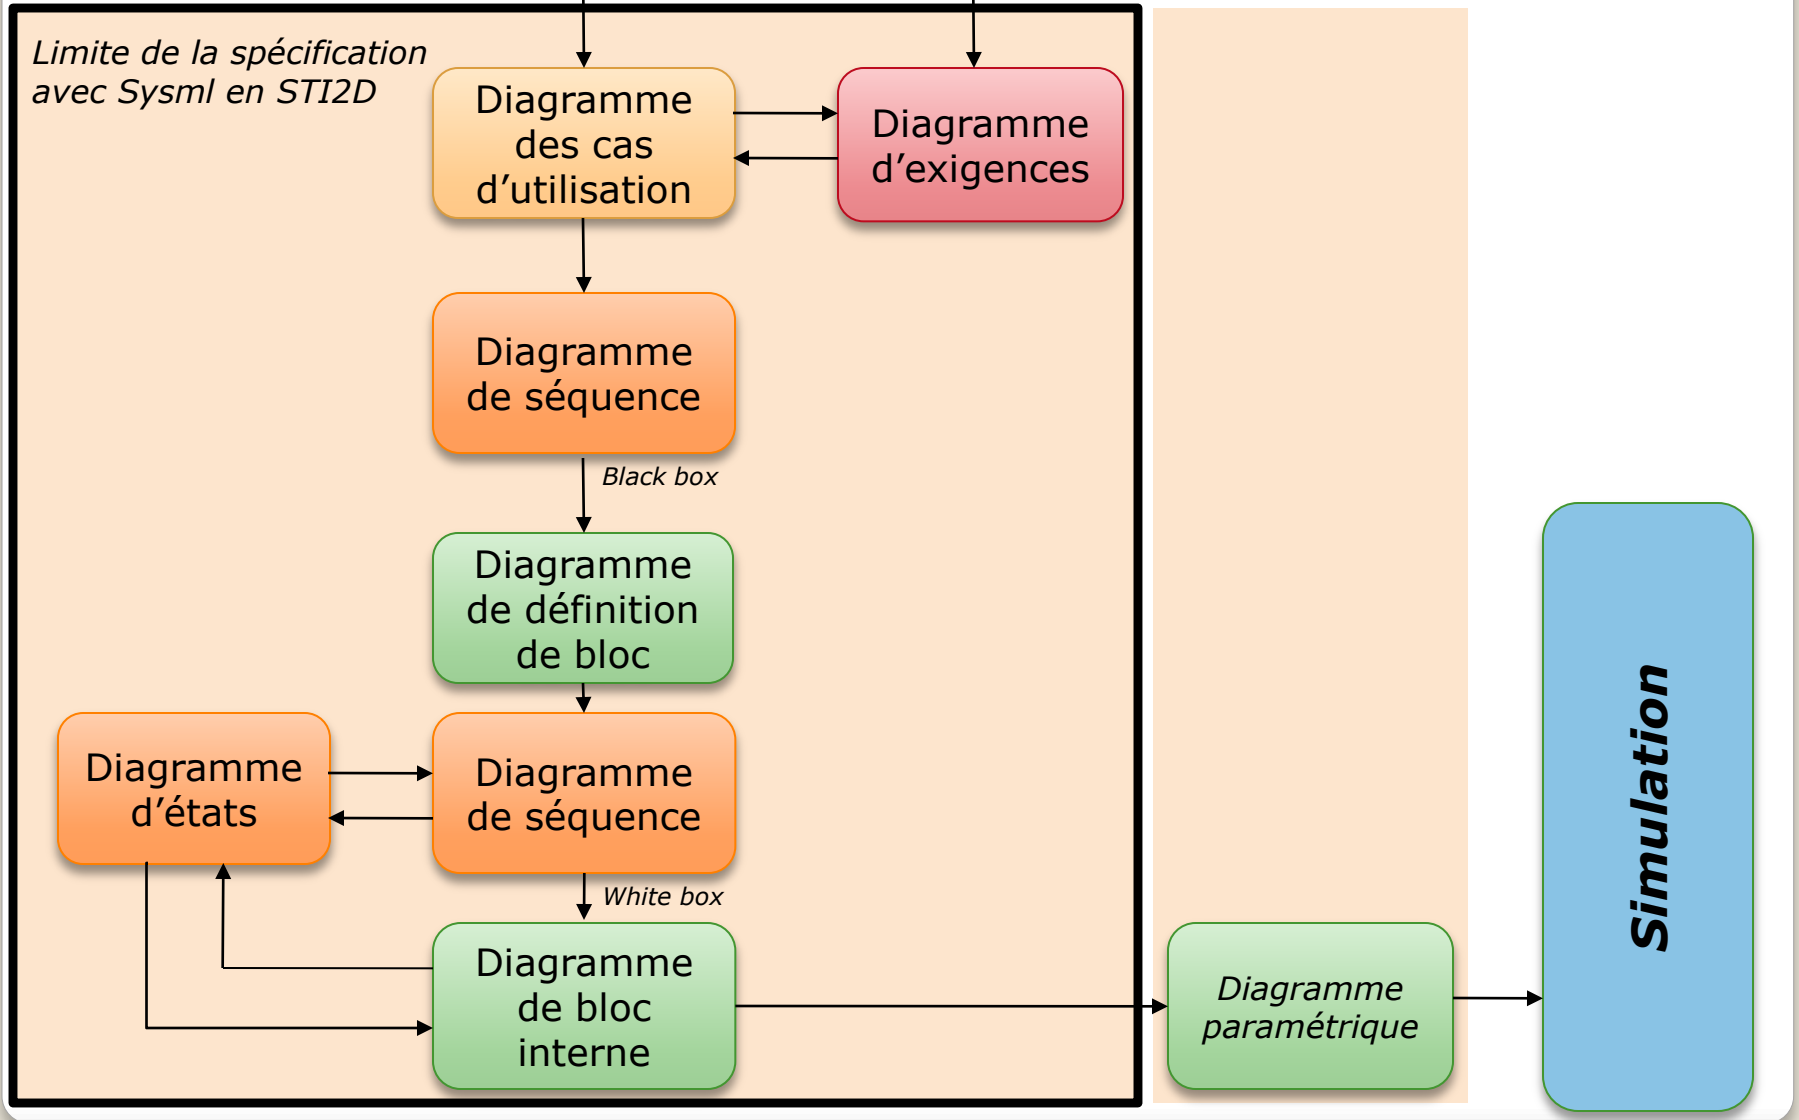 Limite de la spécification
avec Sysml en STI2D
Diagramme
des cas
d’utilisation
Diagramme
d’exigences
Diagramme
de séquence
Black box
Diagramme
de définition
de bloc
Diagramme
d’états
Diagramme
de séquence
White box
Diagramme
de bloc
interne
Diagramme
paramétrique
Simulation